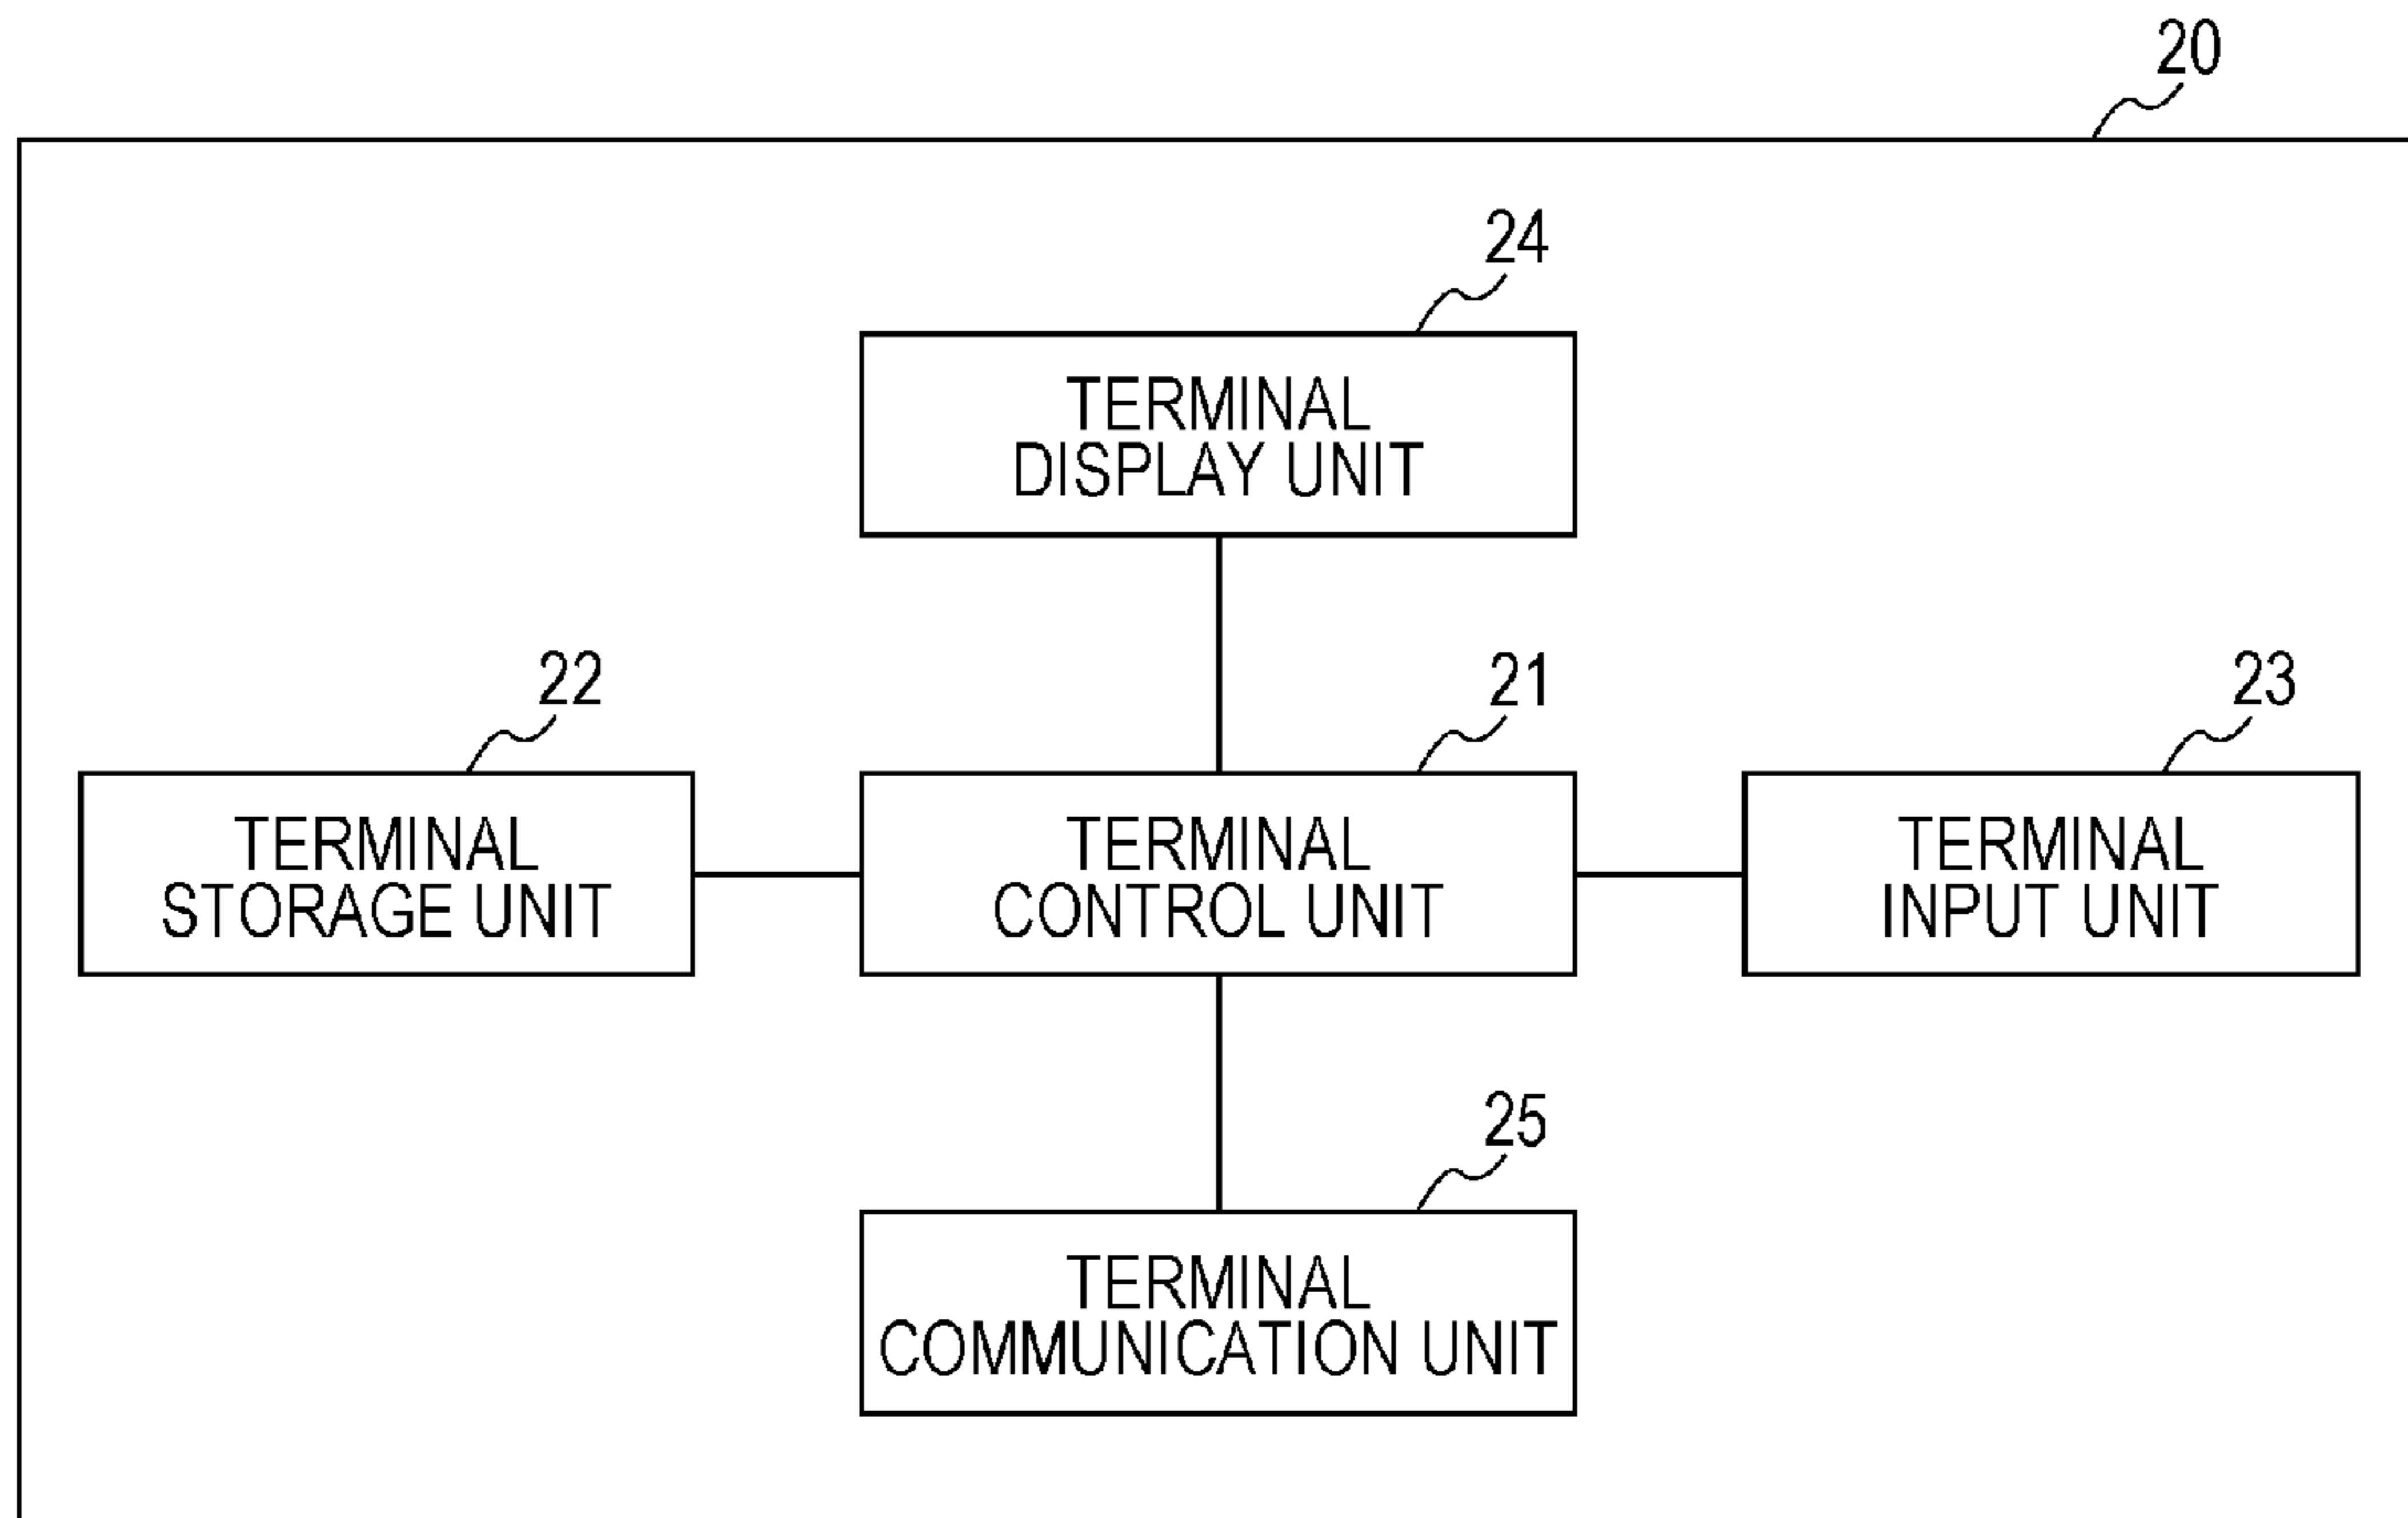 20
24
TERMINAL
DISPLAY UNIT
22
21
23
TERMINAL
STORAGE UNIT
TERMINAL
CONTROL UNIT
TERMINAL
INPUT UNIT
25
TERMINAL
COMMUNICATION UNIT